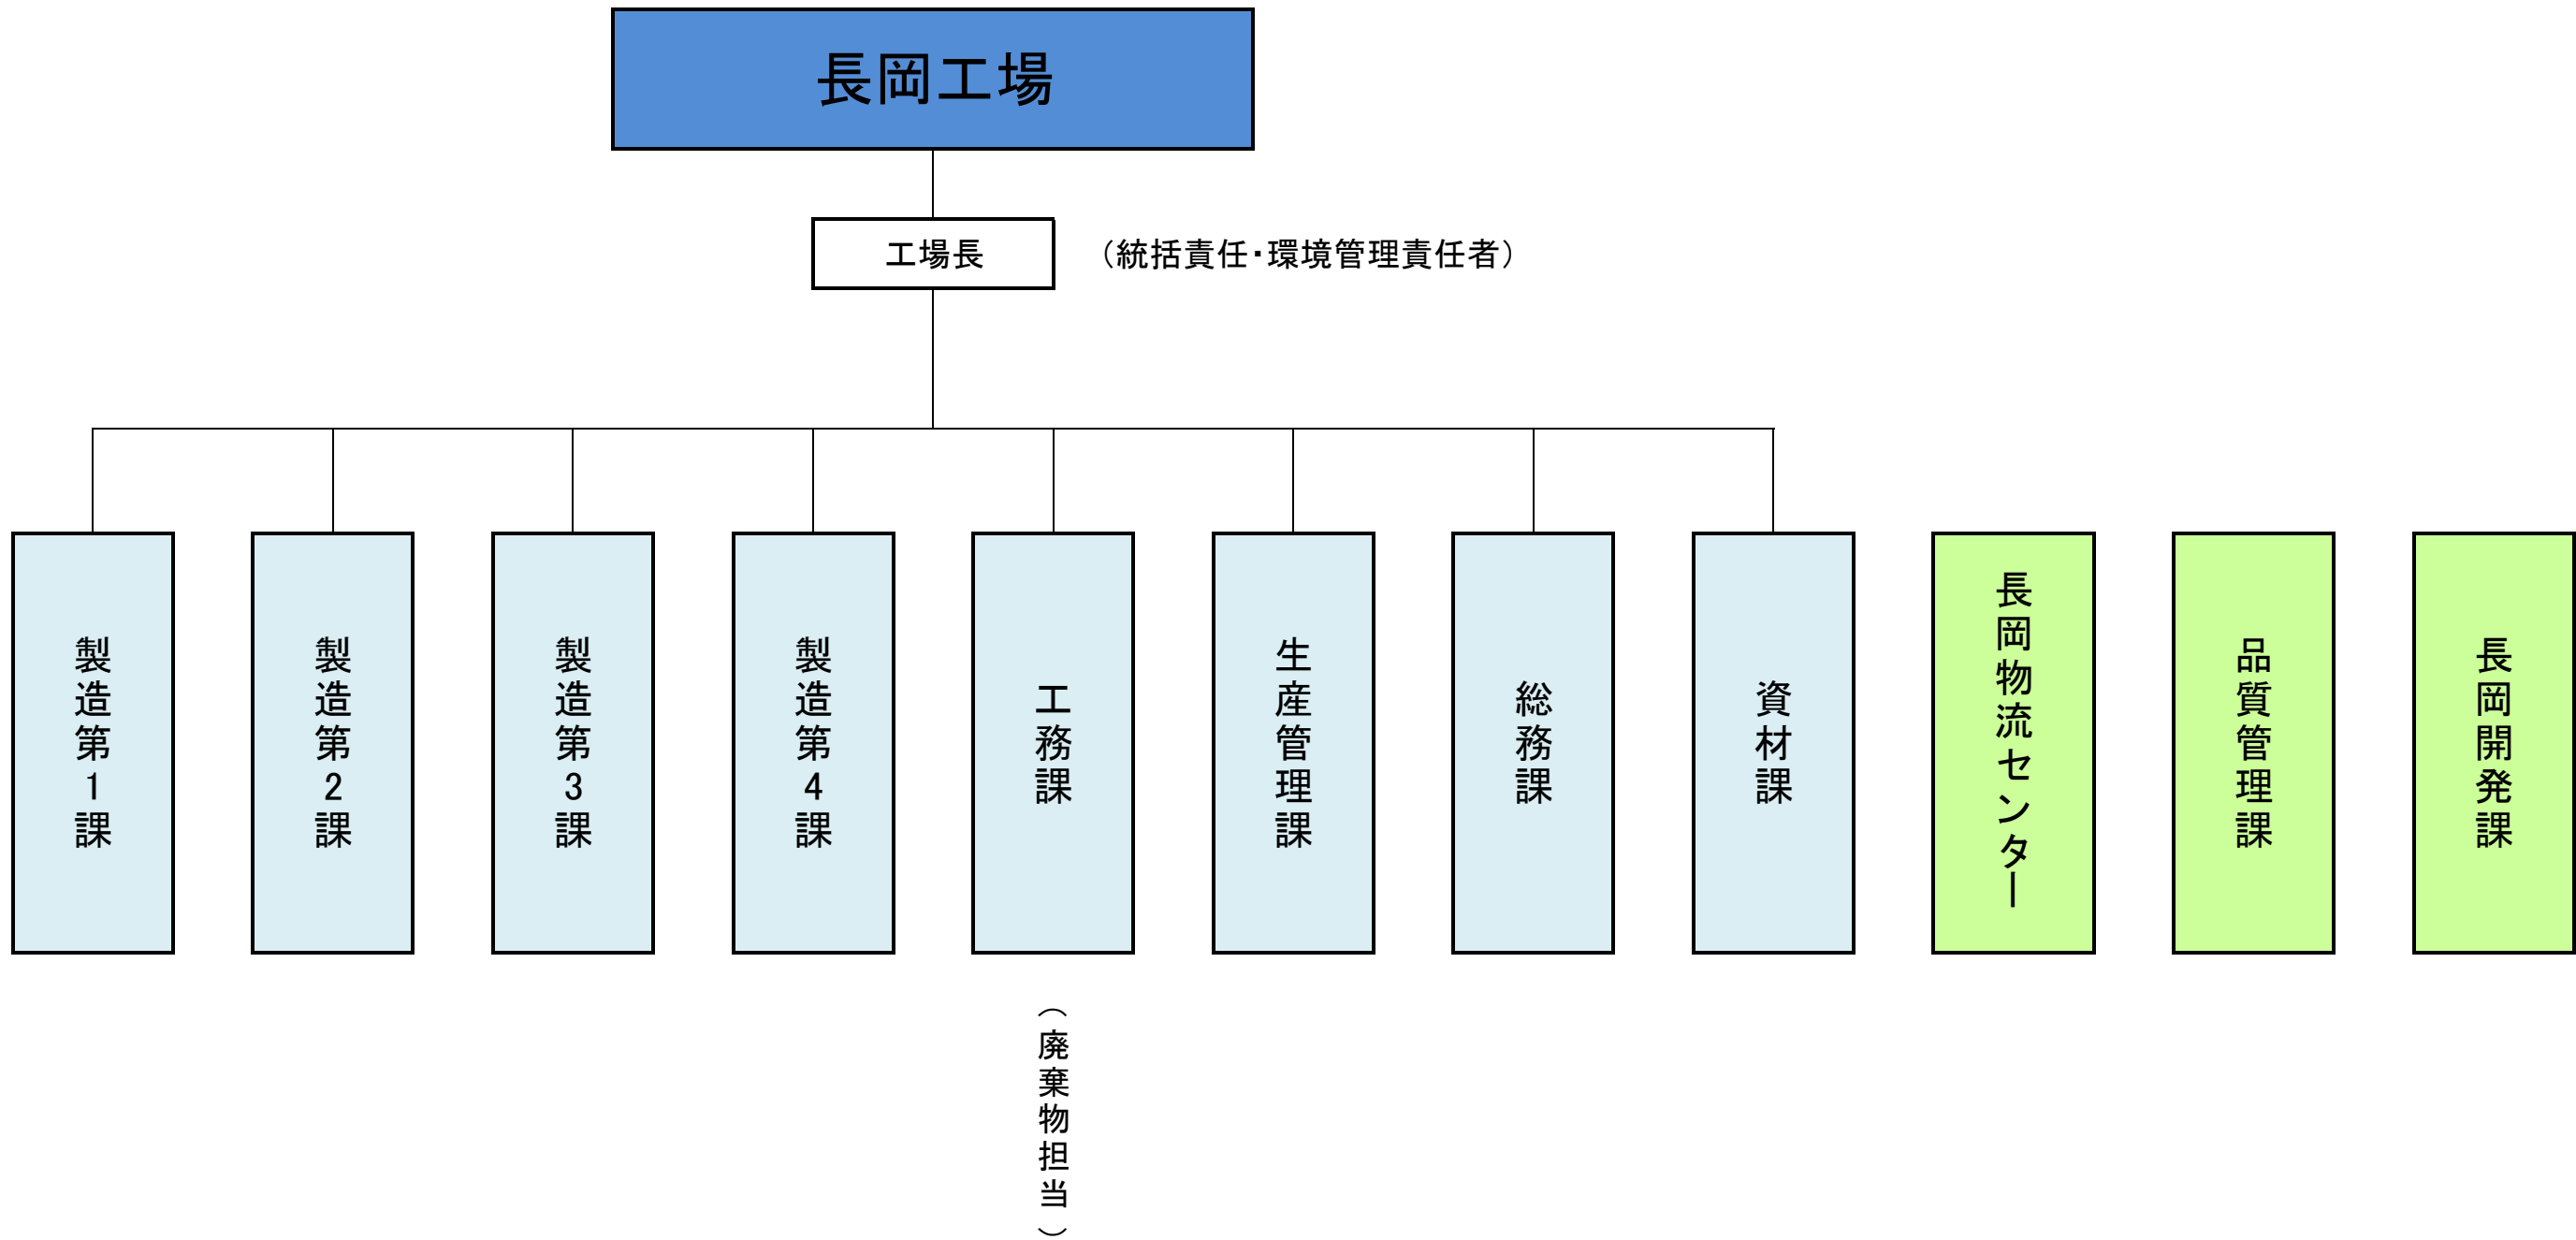 長岡工場
工場長
（統括責任・環境管理責任者）
製造第1課
製造第2課
製造第3課
製造第4課
工務課
生産管理課
総務課
資材課
長岡物流センター
品質管理課
長岡開発課
（廃棄物担当）